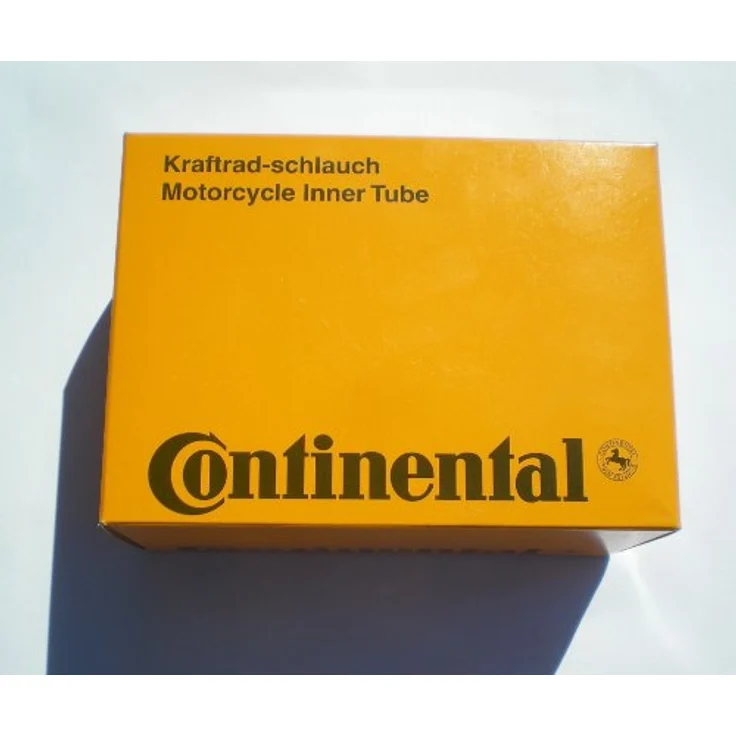 Kraftrad-schlauch
Motorcycle Inner Tube
Continental